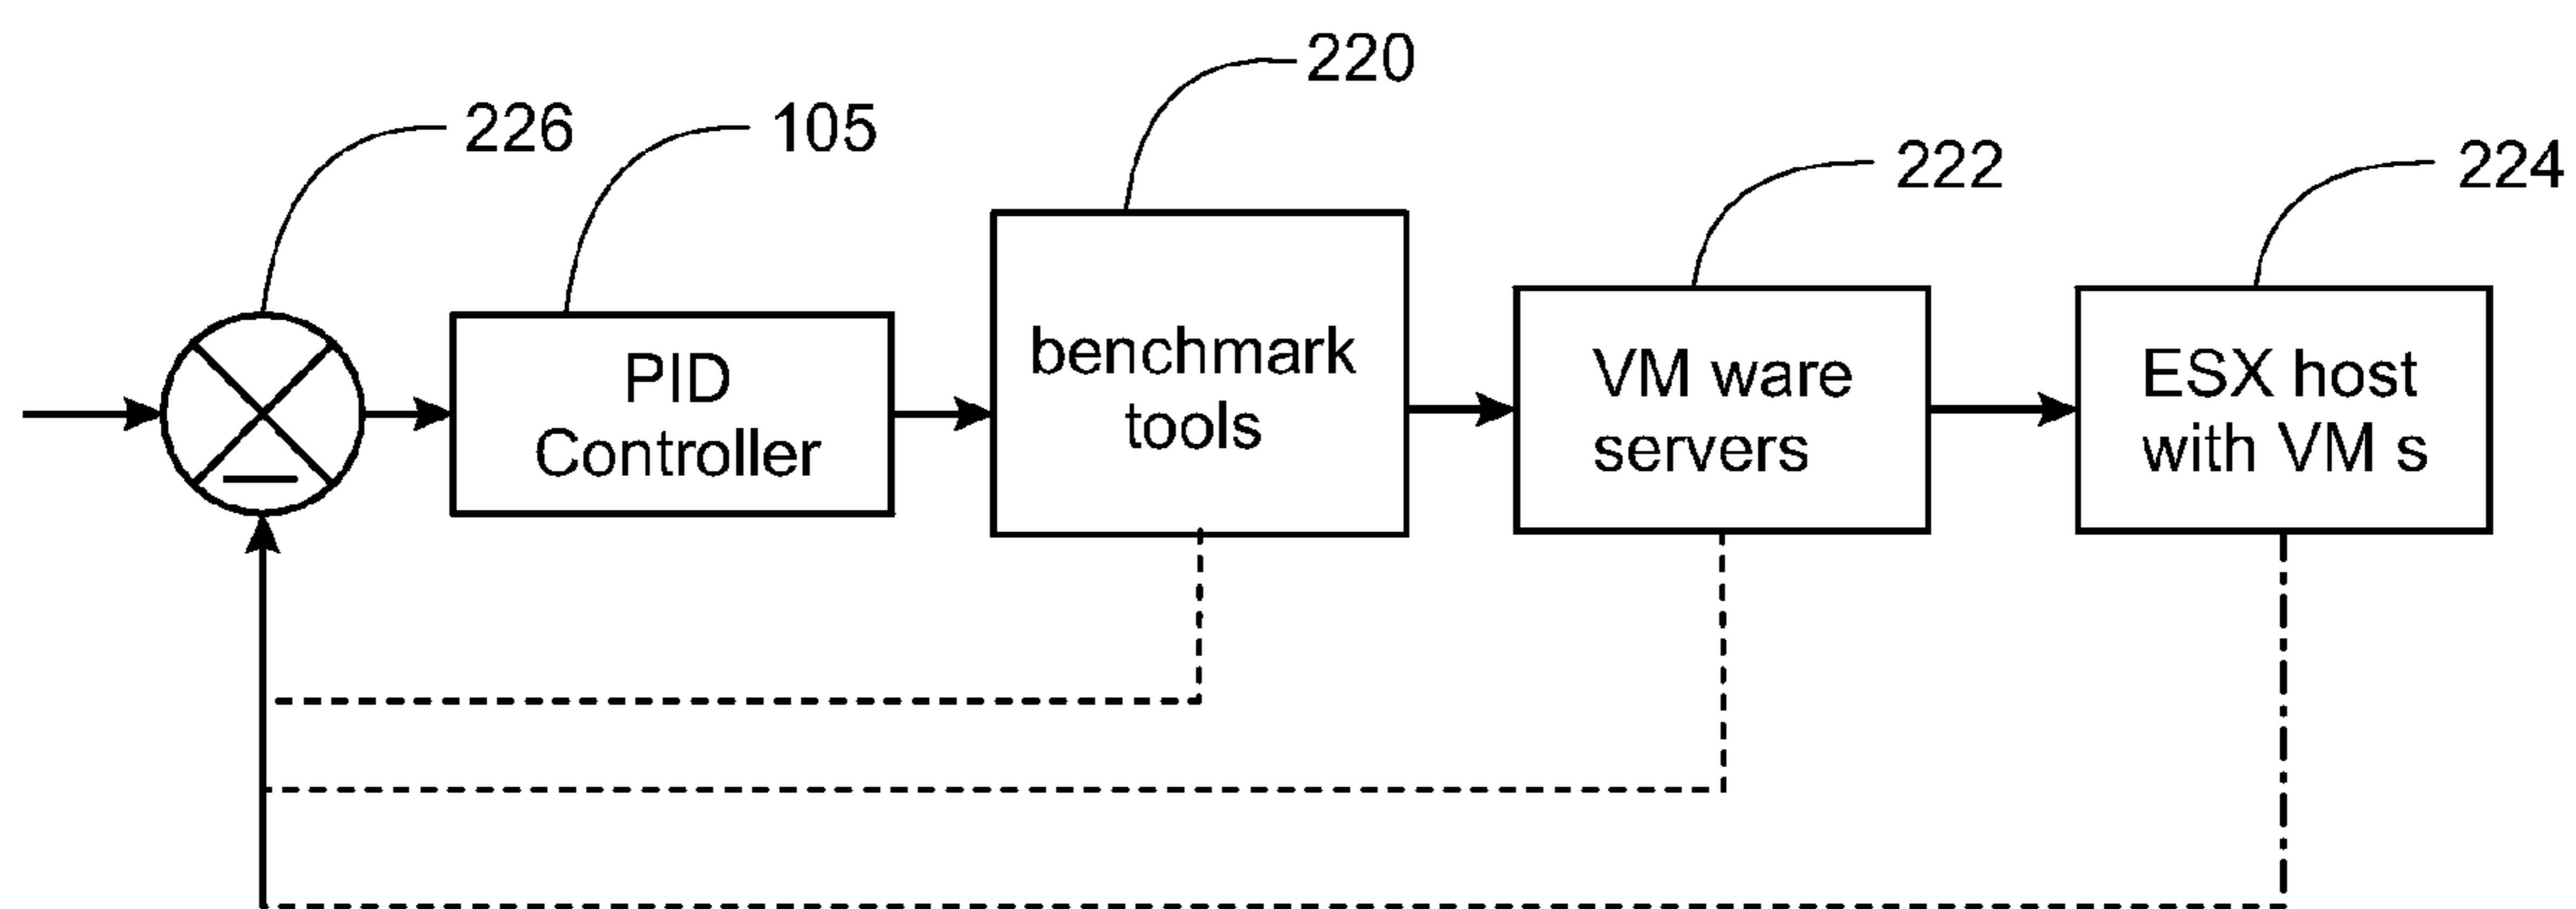 220
226
105
222
224
PID
Controller
benchmark
tools
VM ware
servers
ESX host
with VM s